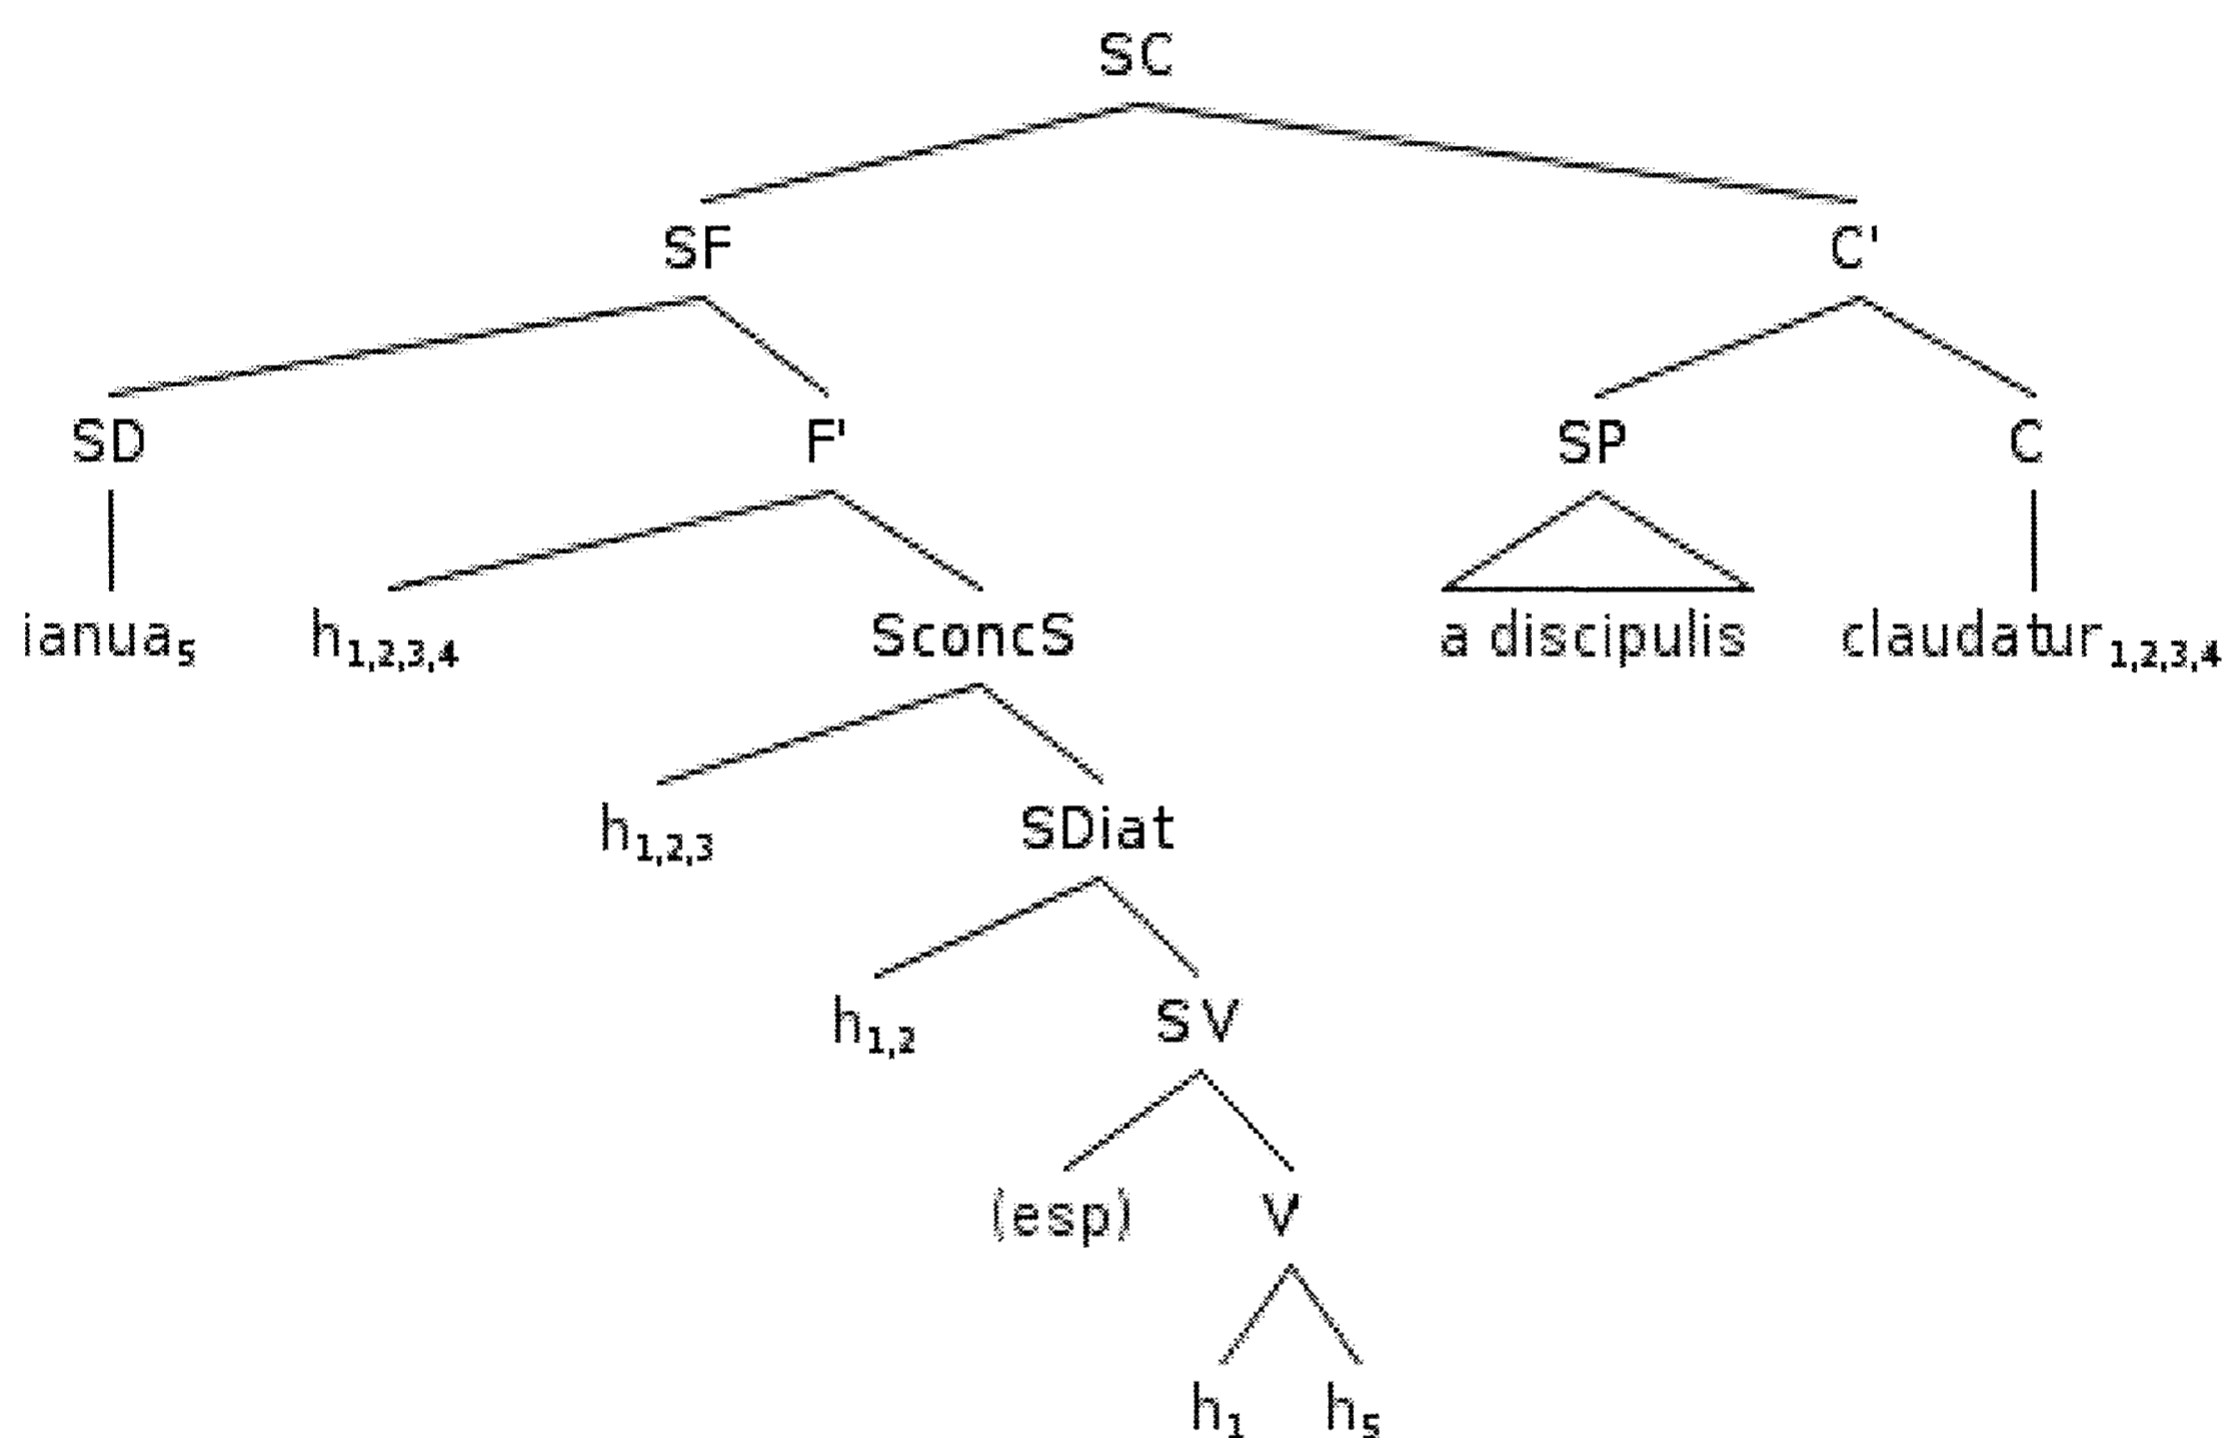 SC
SF C'
SD F' SP C
ianua₅ h₁,₂,₃,₄ SconcS a discipulis claudatur₁,₂,₃,₄
h₁,₂,₃ SDiat
h₁,₂ SV
(esp) V'
h₁ h₅